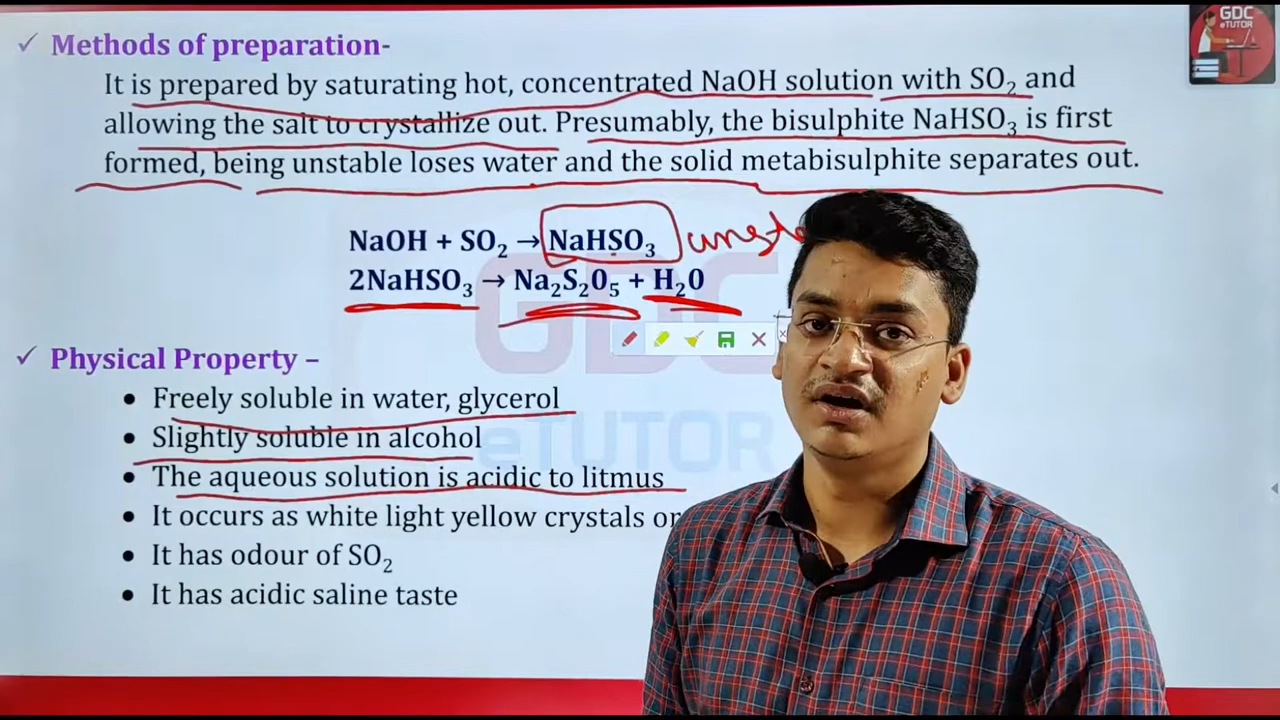 GDC
eTUTOR
✓ Methods of preparation-
It is prepared by saturating hot, concentrated NaOH solution with SO₂ and
allowing the salt to crystallize out. Presumably, the bisulphite NaHSO₃ is first
formed, being unstable loses water and the solid metabisulphite separates out.
NaOH + SO₂ → NaHSO₃
2NaHSO₃ → Na₂S₂0₅ + H₂0
GDC
eTUTOR
✓ Physical Property –
• Freely soluble in water, glycerol
• Slightly soluble in alcohol
• The aqueous solution is acidic to litmus
• It occurs as white light yellow crystals or
• It has odour of SO₂
• It has acidic saline taste